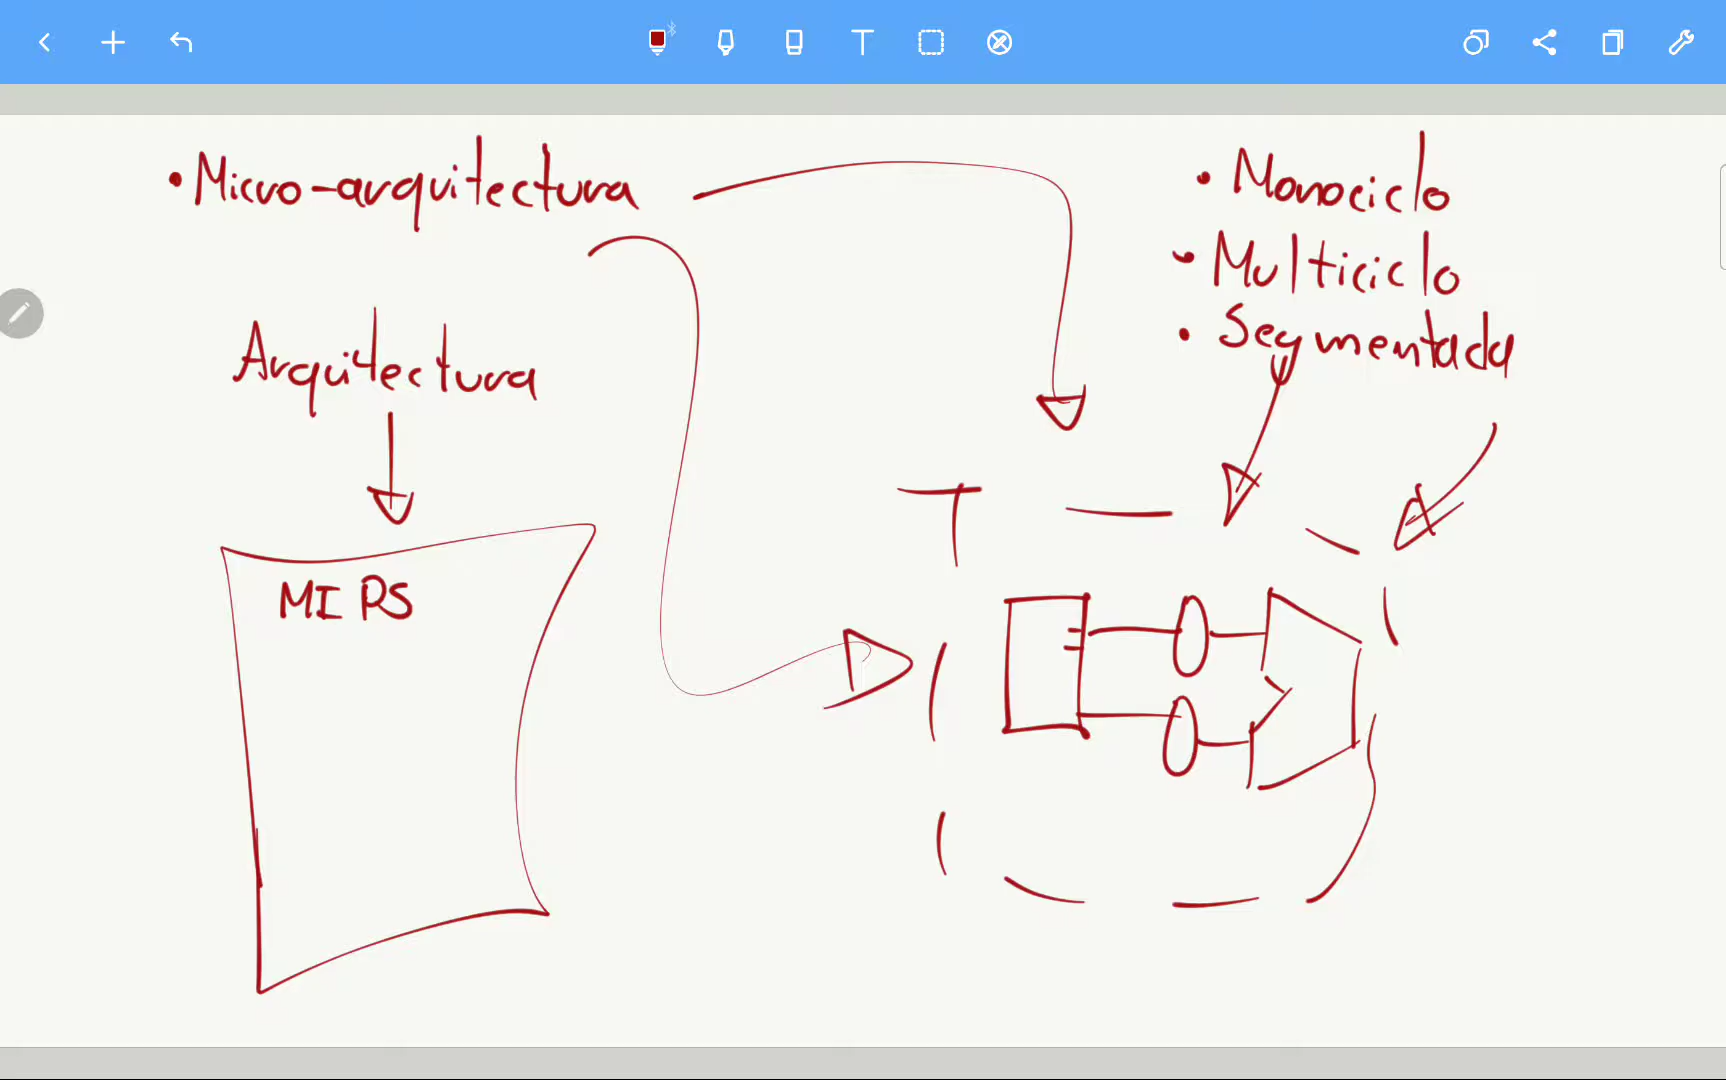 • Micro-arquitectura
Arquitectura
MIPS
• Monociclo
• Multiciclo
• Segmentada